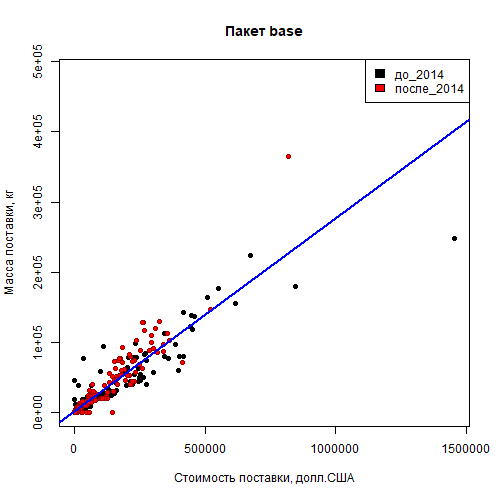 Пакет base
до_2014
после_2014
5e+05
4e+05
3e+05
2e+05
1e+05
0e+00
Масса поставки, кг
0
500000
1000000
1500000
Стоимость поставки, долл.США